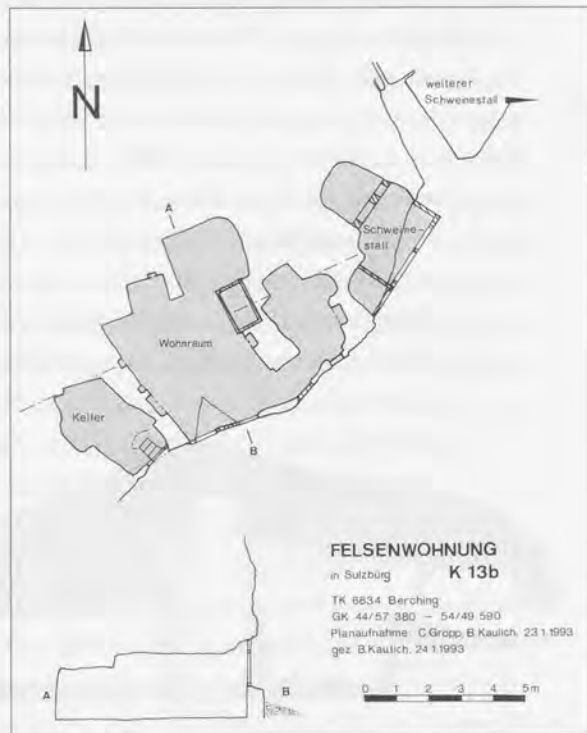 N
weiterer
Schweinestall
A
Schweine-
stall
Wohnraum
Keller
B
FELSENWOHNUNG
in Sulzbürg K 13b
TK 6834 Berching
GK 44/57 380 – 54/49 590
Planaufnahme: C.Gropp, B.Kaulich, 23.1.1993
gez. B.Kaulich, 24.1.1993
A
B
0 1 2 3 4 5m